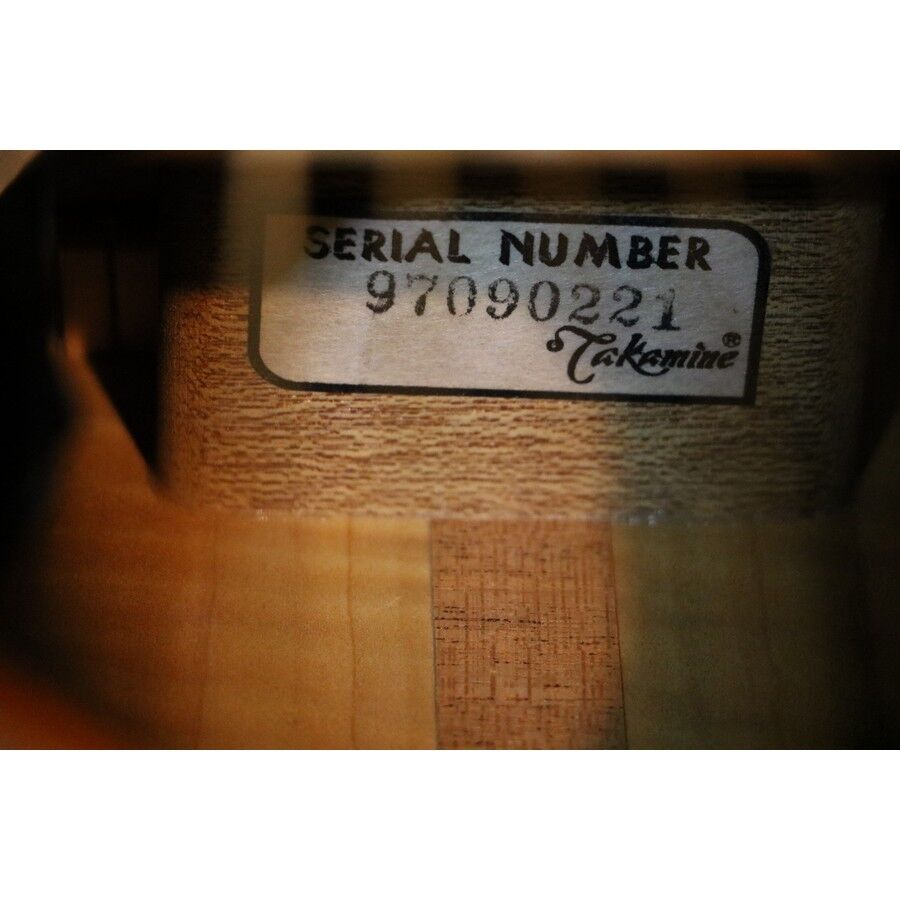 SERIAL NUMBER
97090221
Takamine®